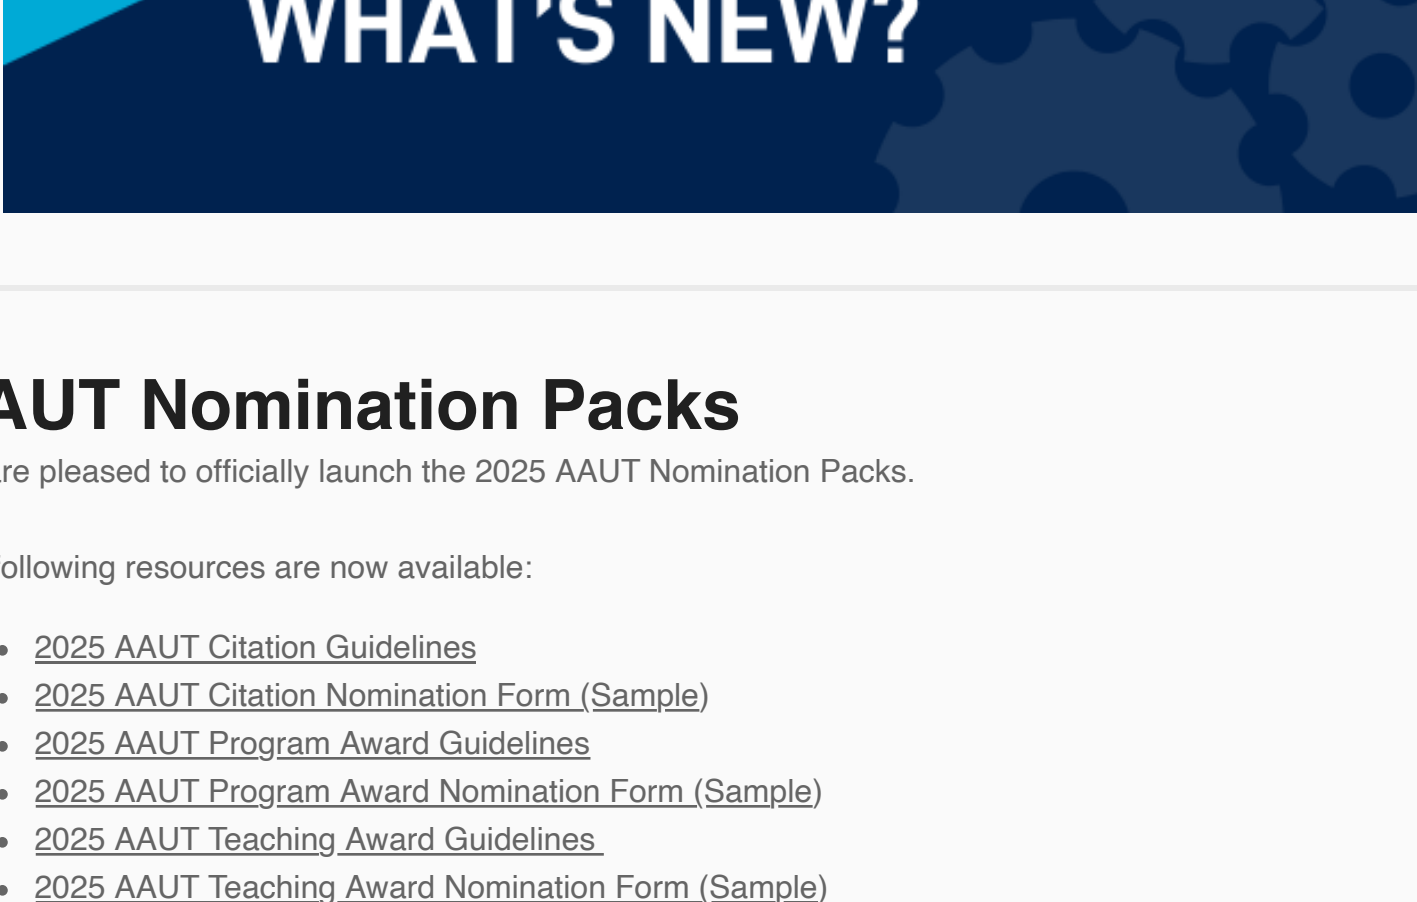 WHAT'S NEW?
AUT Nomination Packs
are pleased to officially launch the 2025 AAUT Nomination Packs.
following resources are now available:
• 2025 AAUT Citation Guidelines
• 2025 AAUT Citation Nomination Form (Sample)
• 2025 AAUT Program Award Guidelines
• 2025 AAUT Program Award Nomination Form (Sample)
• 2025 AAUT Teaching Award Guidelines
• 2025 AAUT Teaching Award Nomination Form (Sample)